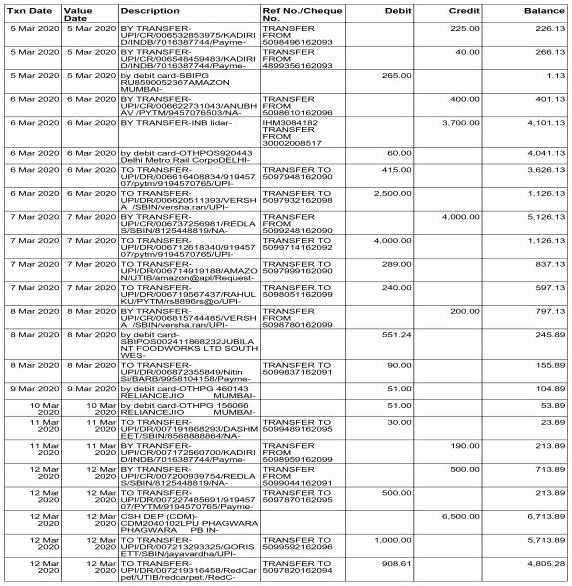 Txn Date Value Date Description Ref No./Cheque No. Debit Credit Balance
5 Mar 2020 5 Mar 2020 BY TRANSFER- TRANSFER 225.00 226.13
UPI/CR/006532853975/KADIRI FROM
D/INDB/7016387744/Payme- 5098496162093
5 Mar 2020 5 Mar 2020 BY TRANSFER- TRANSFER 40.00 266.13
UPI/CR/006548459483/KADIRI FROM
D/INDB/7016387744/Payme- 4899356162093
5 Mar 2020 5 Mar 2020 by debit card-SBIPG 265.00 1.13
RU8590052367AMAZON
MUMBAI-
6 Mar 2020 6 Mar 2020 BY TRANSFER- TRANSFER 400.00 401.13
UPI/CR/006622731043/ANUBH FROM
AV /PYTM/9457076503/NA- 5098610162096
6 Mar 2020 6 Mar 2020 BY TRANSFER-INB lidar- IHM3084182 3,700.00 4,101.13
TRANSFER
FROM
30002008517
6 Mar 2020 6 Mar 2020 by debit card-OTHPOS920443 60.00 4,041.13
Delhi Metro Rail CorpoDELHI-
6 Mar 2020 6 Mar 2020 TO TRANSFER- TRANSFER TO 415.00 3,626.13
UPI/DR/006616408834/919457 5097948162090
07/pytm/9194570765/UPI-
6 Mar 2020 6 Mar 2020 TO TRANSFER- TRANSFER TO 2,500.00 1,126.13
UPI/DR/006620511393/VERSH 5097932162098
A /SBIN/versha.ran/UPI-
7 Mar 2020 7 Mar 2020 BY TRANSFER- TRANSFER 4,000.00 5,126.13
UPI/CR/006737256981/REDLA FROM
S/SBIN/8125448819/NA- 5099248162090
7 Mar 2020 7 Mar 2020 TO TRANSFER- TRANSFER TO 4,000.00 1,126.13
UPI/DR/006712618340/919457 5099714162092
07/pytm/9194570765/UPI-
7 Mar 2020 7 Mar 2020 TO TRANSFER- TRANSFER TO 289.00 837.13
UPI/DR/006714919188/AMAZO 5097999162090
N/UTIB/amazon@apl/Request-
7 Mar 2020 7 Mar 2020 TO TRANSFER- TRANSFER TO 240.00 597.13
UPI/DR/006719567437/RAHUL 5098051162099
KU/PYTM/rs8896rs@o/UPI-
8 Mar 2020 8 Mar 2020 BY TRANSFER- TRANSFER 200.00 797.13
UPI/CR/006815744485/VERSH FROM
A /SBIN/versha.ran/UPI- 5098780162099
8 Mar 2020 8 Mar 2020 by debit card- 551.24 245.89
SBIPOS002411868232JUBILA
NT FOODWORKS LTD SOUTH
WES-
8 Mar 2020 8 Mar 2020 TO TRANSFER- TRANSFER TO 90.00 155.89
UPI/DR/006872355849/Nitin 5099837162091
Si/BARB/9958104158/Payme-
9 Mar 2020 9 Mar 2020 by debit card-OTHPG 460143 51.00 104.89
RELIANCEJIO MUMBAI-
10 Mar 10 Mar by debit card-OTHPG 156066 51.00 53.89
2020 2020 RELIANCEJIO MUMBAI-
11 Mar 11 Mar TO TRANSFER- TRANSFER TO 30.00 23.89
2020 2020 UPI/DR/007191868293/DASHM 5099489162095
EET/SBIN/8568888864/NA-
11 Mar 11 Mar BY TRANSFER- TRANSFER 190.00 213.89
2020 2020 UPI/CR/007172560700/KADIRI FROM
D/INDB/7016387744/Payme- 5098959162099
12 Mar 12 Mar BY TRANSFER- TRANSFER 500.00 713.89
2020 2020 UPI/CR/007200939754/REDLA FROM
S/SBIN/8125448819/NA- 5099044162091
12 Mar 12 Mar TO TRANSFER- TRANSFER TO 500.00 213.89
2020 2020 UPI/DR/007227485691/919457 5097870162095
07/PYTM/9194570765/Payme-
12 Mar 12 Mar CSH DEP (CDM)- 6,500.00 6,713.89
2020 2020 CDM2040102LPU PHAGWARA
PHAGWARA PB IN-
12 Mar 12 Mar TO TRANSFER- TRANSFER TO 1,000.00 5,713.89
2020 2020 UPI/DR/007213293325/GORIS 5099592162096
ETT/SBIN/jayavardha/UPI-
12 Mar 12 Mar TO TRANSFER- TRANSFER TO 908.61 4,805.28
2020 2020 UPI/DR/007219316458/RedCar 5097820162094
pet/UTIB/redcarpet./RedC-